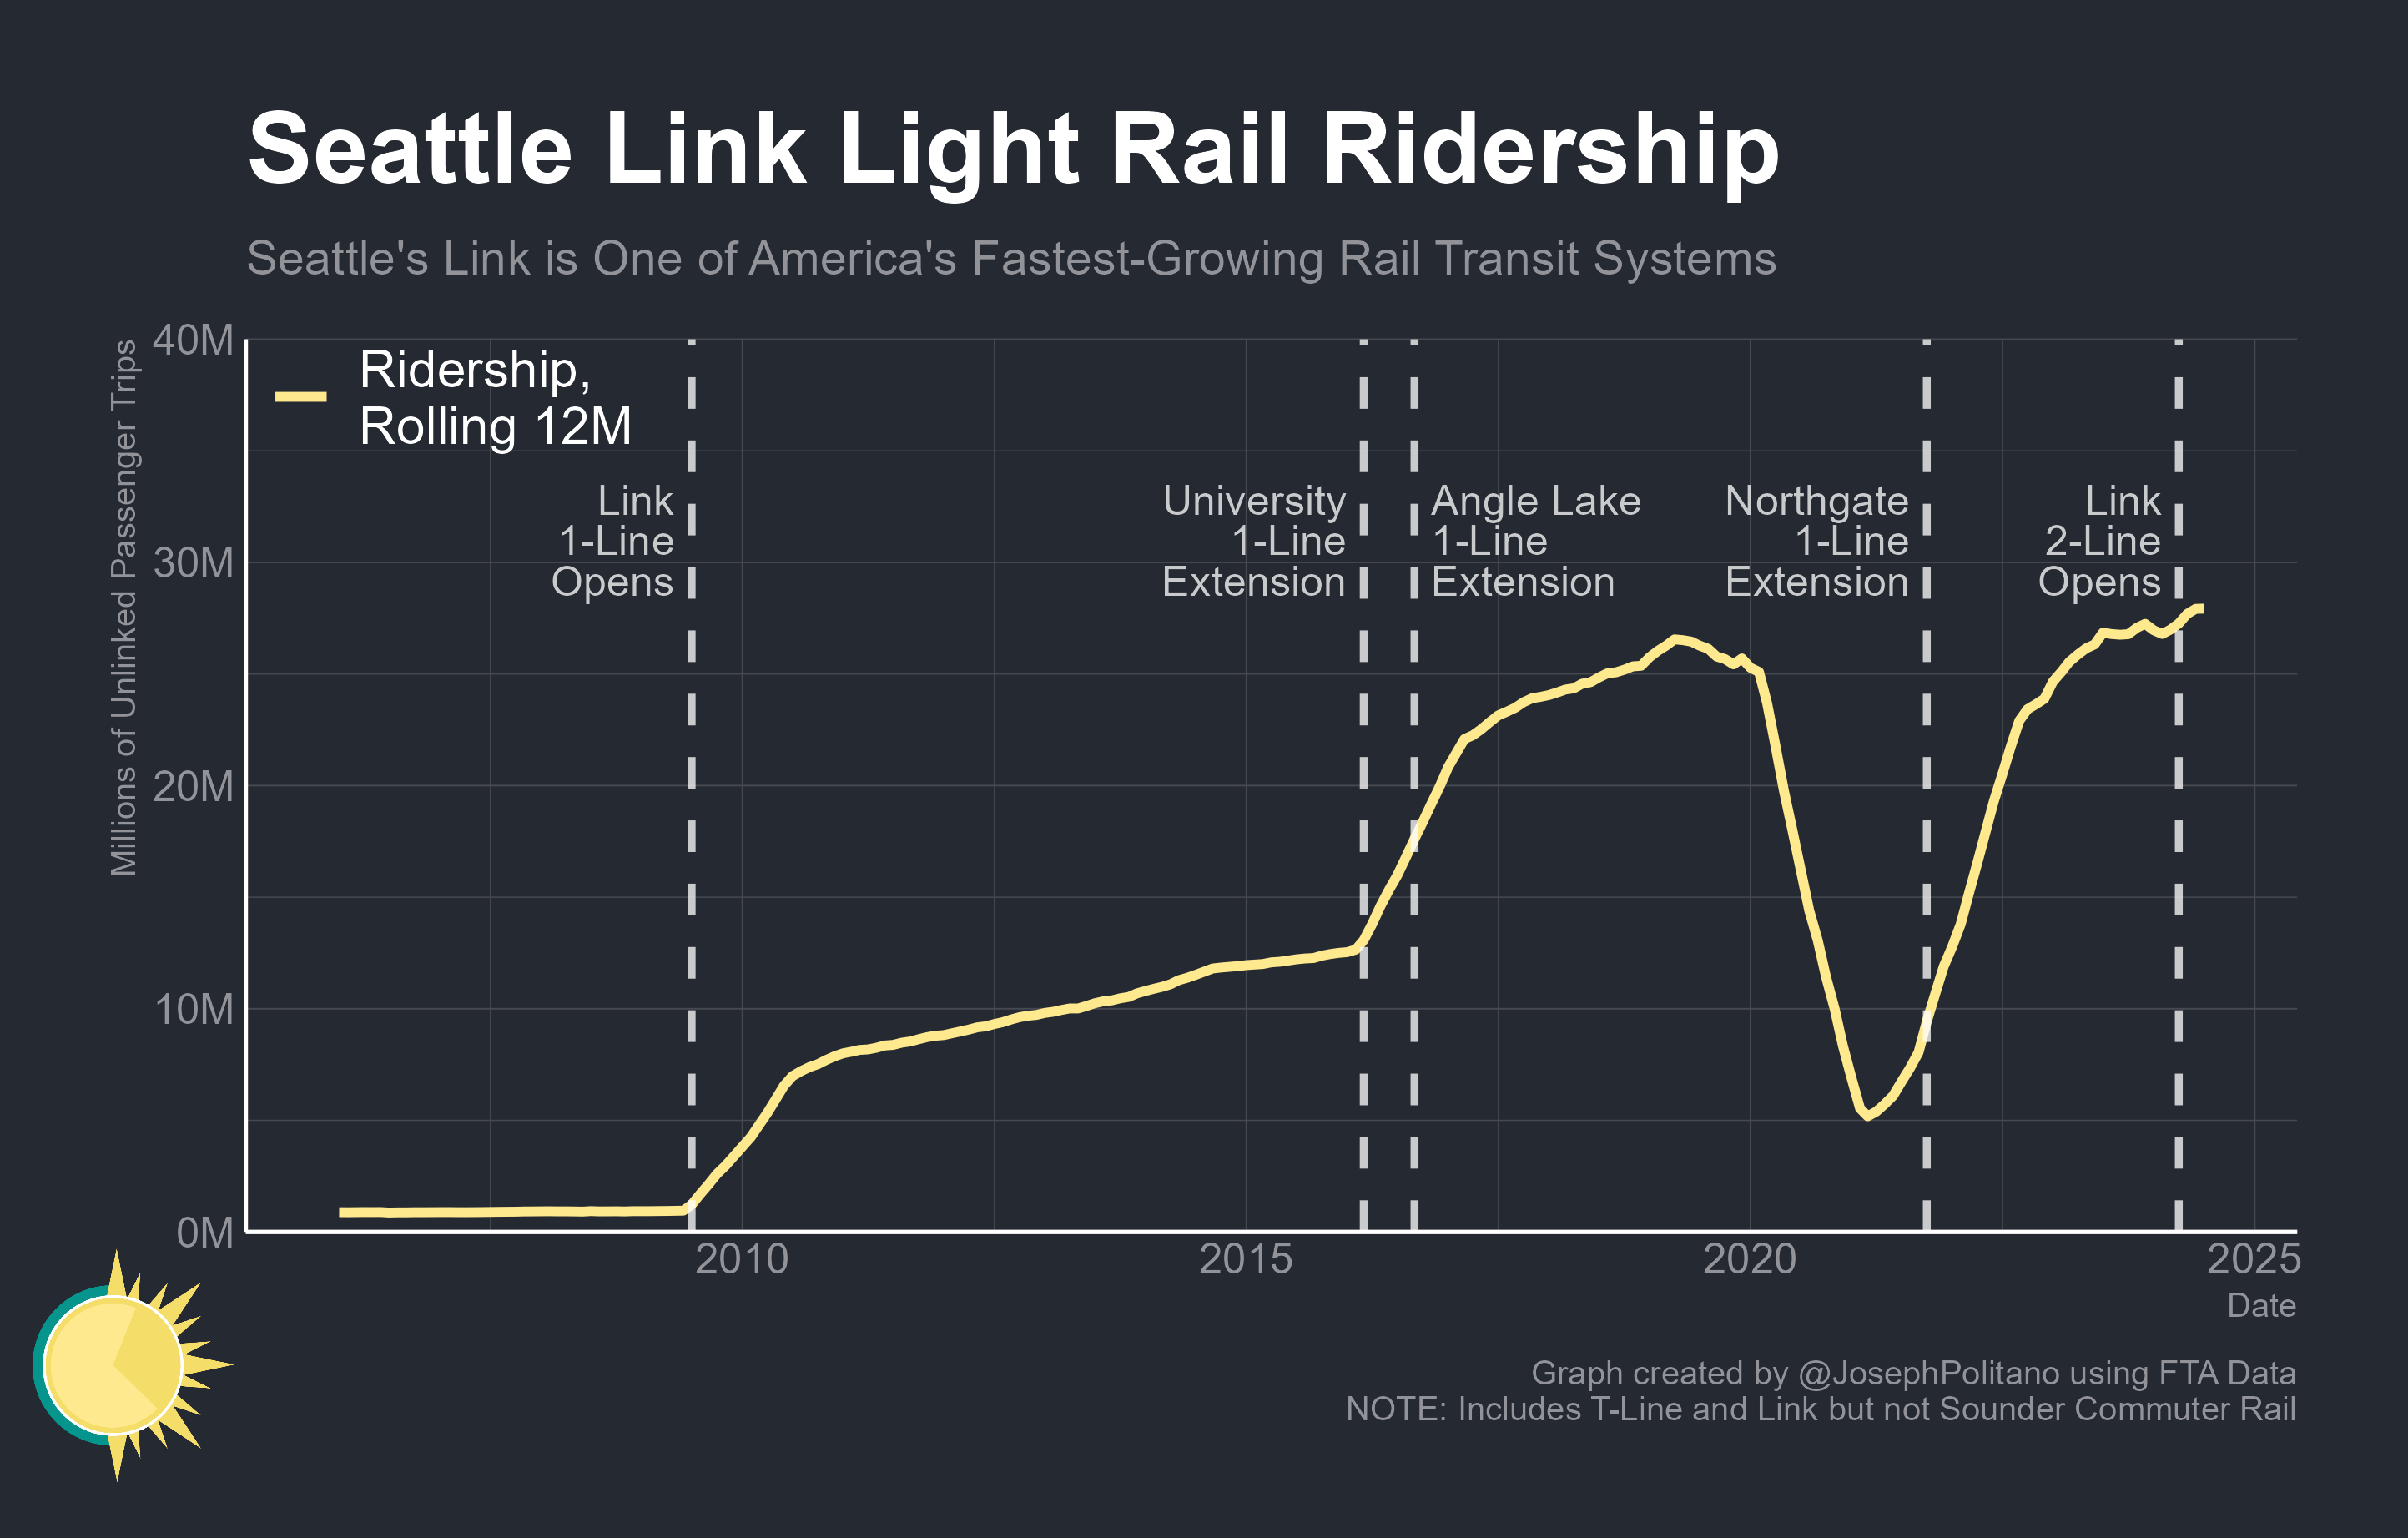 Seattle Link Light Rail Ridership
Seattle's Link is One of America's Fastest-Growing Rail Transit Systems
Millions of Unlinked Passenger Trips
40M
30M
20M
10M
0M
Ridership,
Rolling 12M
Link
1-Line
Opens
University
1-Line
Extension
Angle Lake
1-Line
Extension
Northgate
1-Line
Extension
Link
2-Line
Opens
2010
2015
2020
2025
Date
Graph created by @JosephPolitano using FTA Data
NOTE: Includes T-Line and Link but not Sounder Commuter Rail